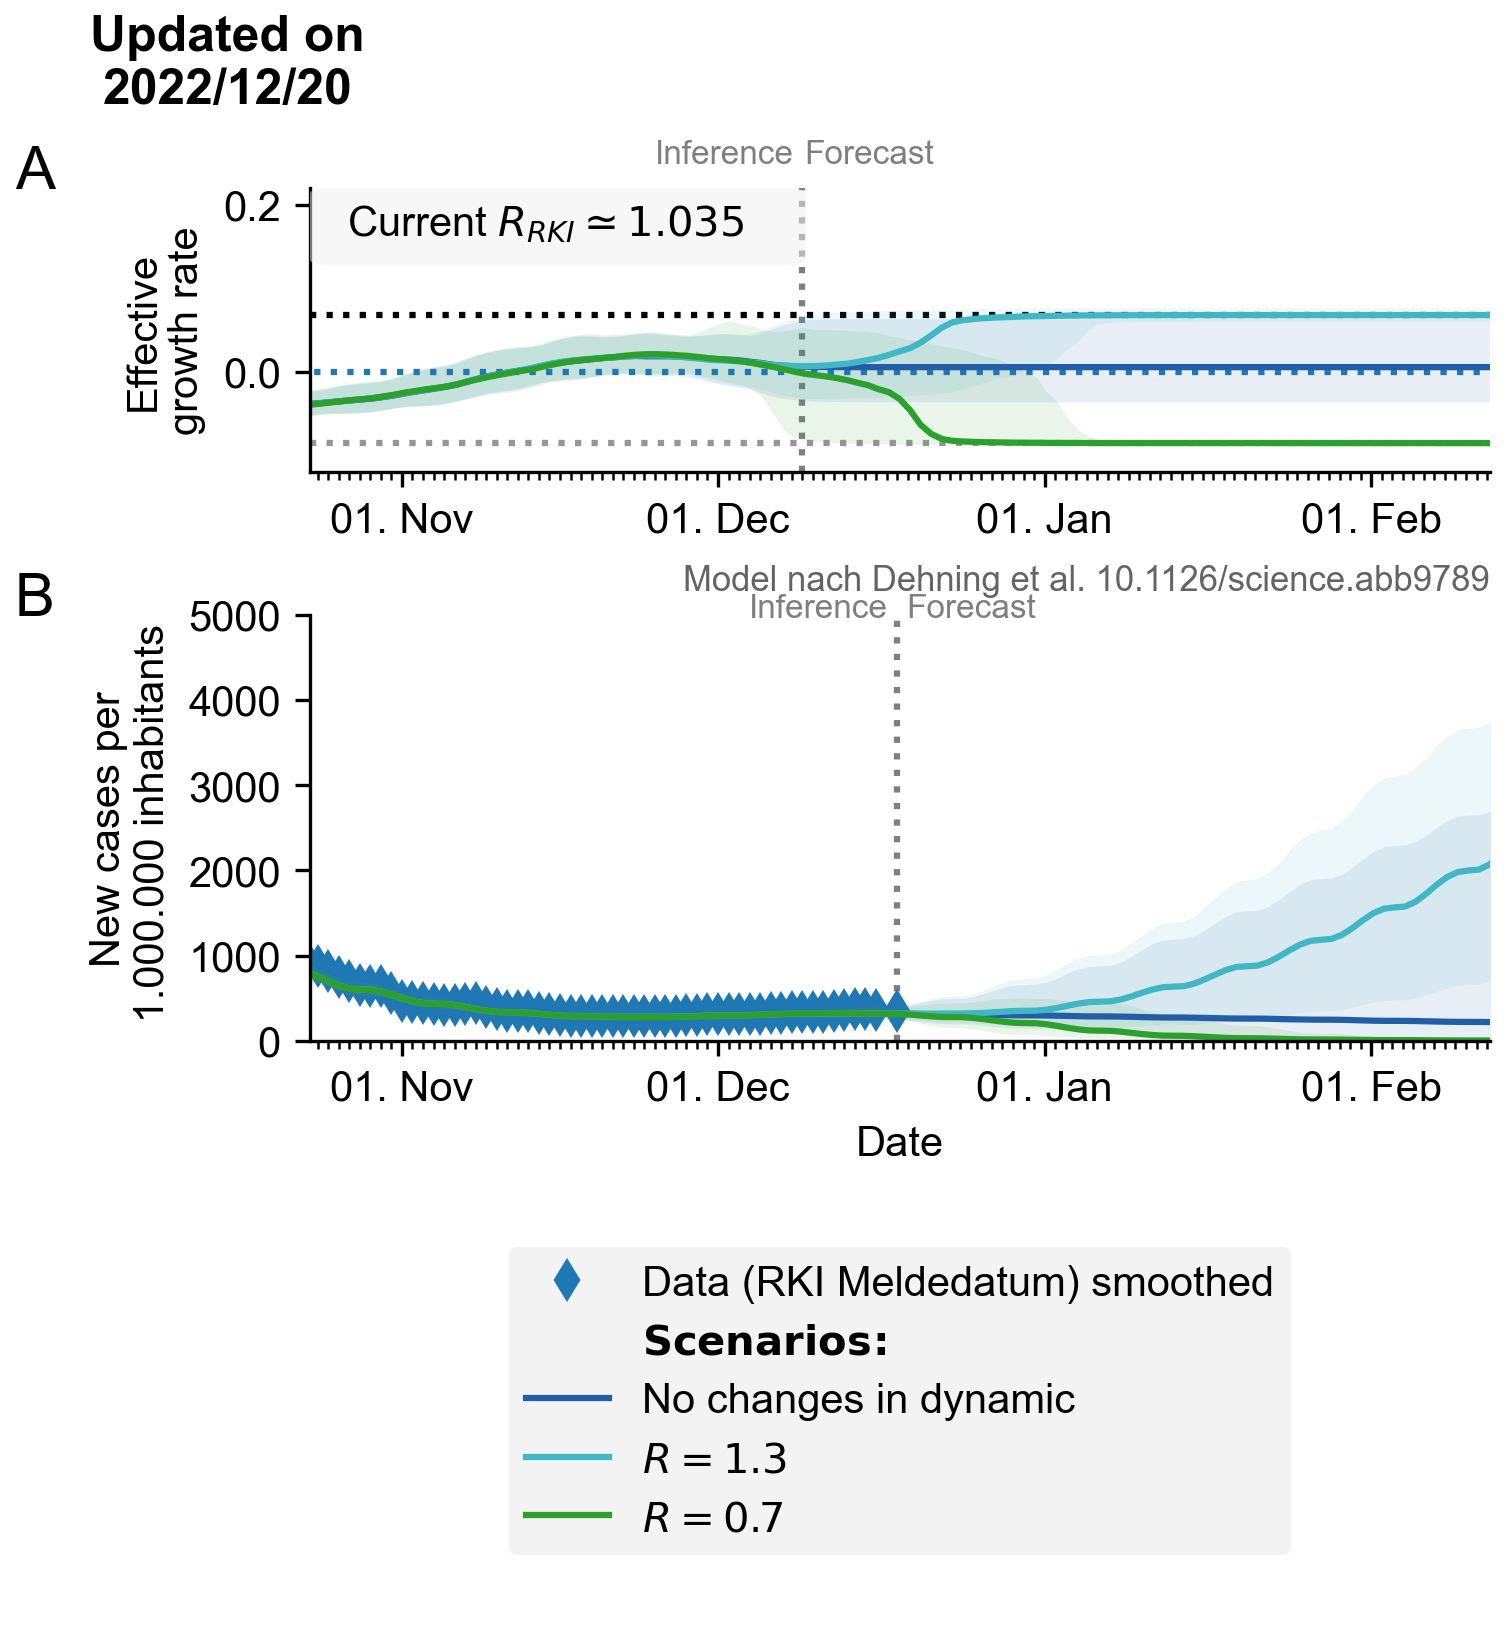 Updated on
2022/12/20
A
Inference Forecast
Current R_RKI ≃ 1.035
0.2
0.0
Effective
growth rate
01. Nov
01. Dec
01. Jan
01. Feb
B
Model nach Dehning et al. 10.1126/science.abb9789
Inference Forecast
5000
4000
3000
2000
1000
0
New cases per
1.000.000 inhabitants
01. Nov
01. Dec
01. Jan
01. Feb
Date
Data (RKI Meldedatum) smoothed
Scenarios:
No changes in dynamic
R = 1.3
R = 0.7